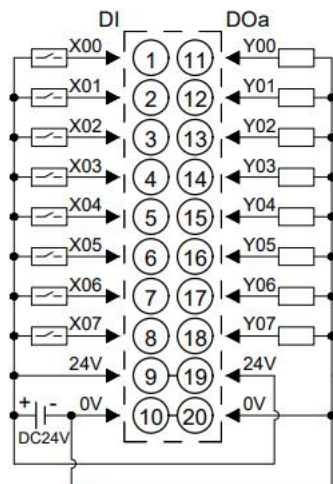 DI DOa
X00 1 11 Y00
X01 2 12 Y01
X02 3 13 Y02
X03 4 14 Y03
X04 5 15 Y04
X05 6 16 Y05
X06 7 17 Y06
X07 8 18 Y07
24V 9 19 24V
+ - 0V 10 20 0V
DC24V